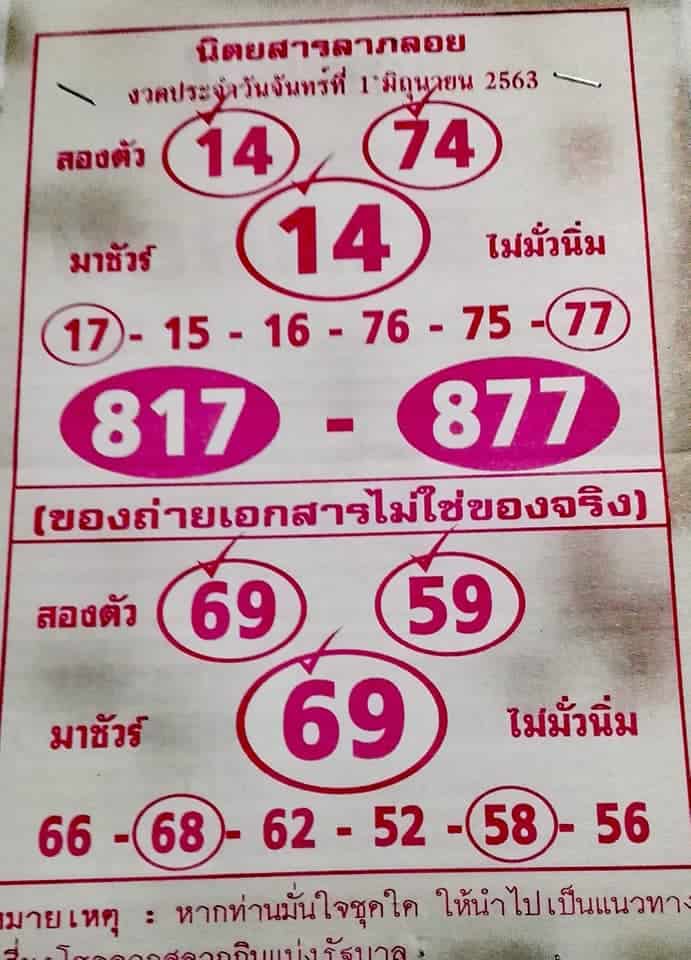 นิตยสารลาภลอย
งวดประจำวันจันทร์ที่ 1 มิถุนายน 2563
สองตัว 14 74
มาชัวร์ 14 ไม่มั่วนิ่ม
17 - 15 - 16 - 76 - 75 - 77
817 - 877
(ของถ่ายเอกสารไม่ใช่ของจริง)
สองตัว 69 59
มาชัวร์ 69 ไม่มั่วนิ่ม
66 - 68 - 62 - 52 - 58 - 56
หมายเหตุ : หากท่านมั่นใจชุดใด ให้นำไปเป็นแนวทาง